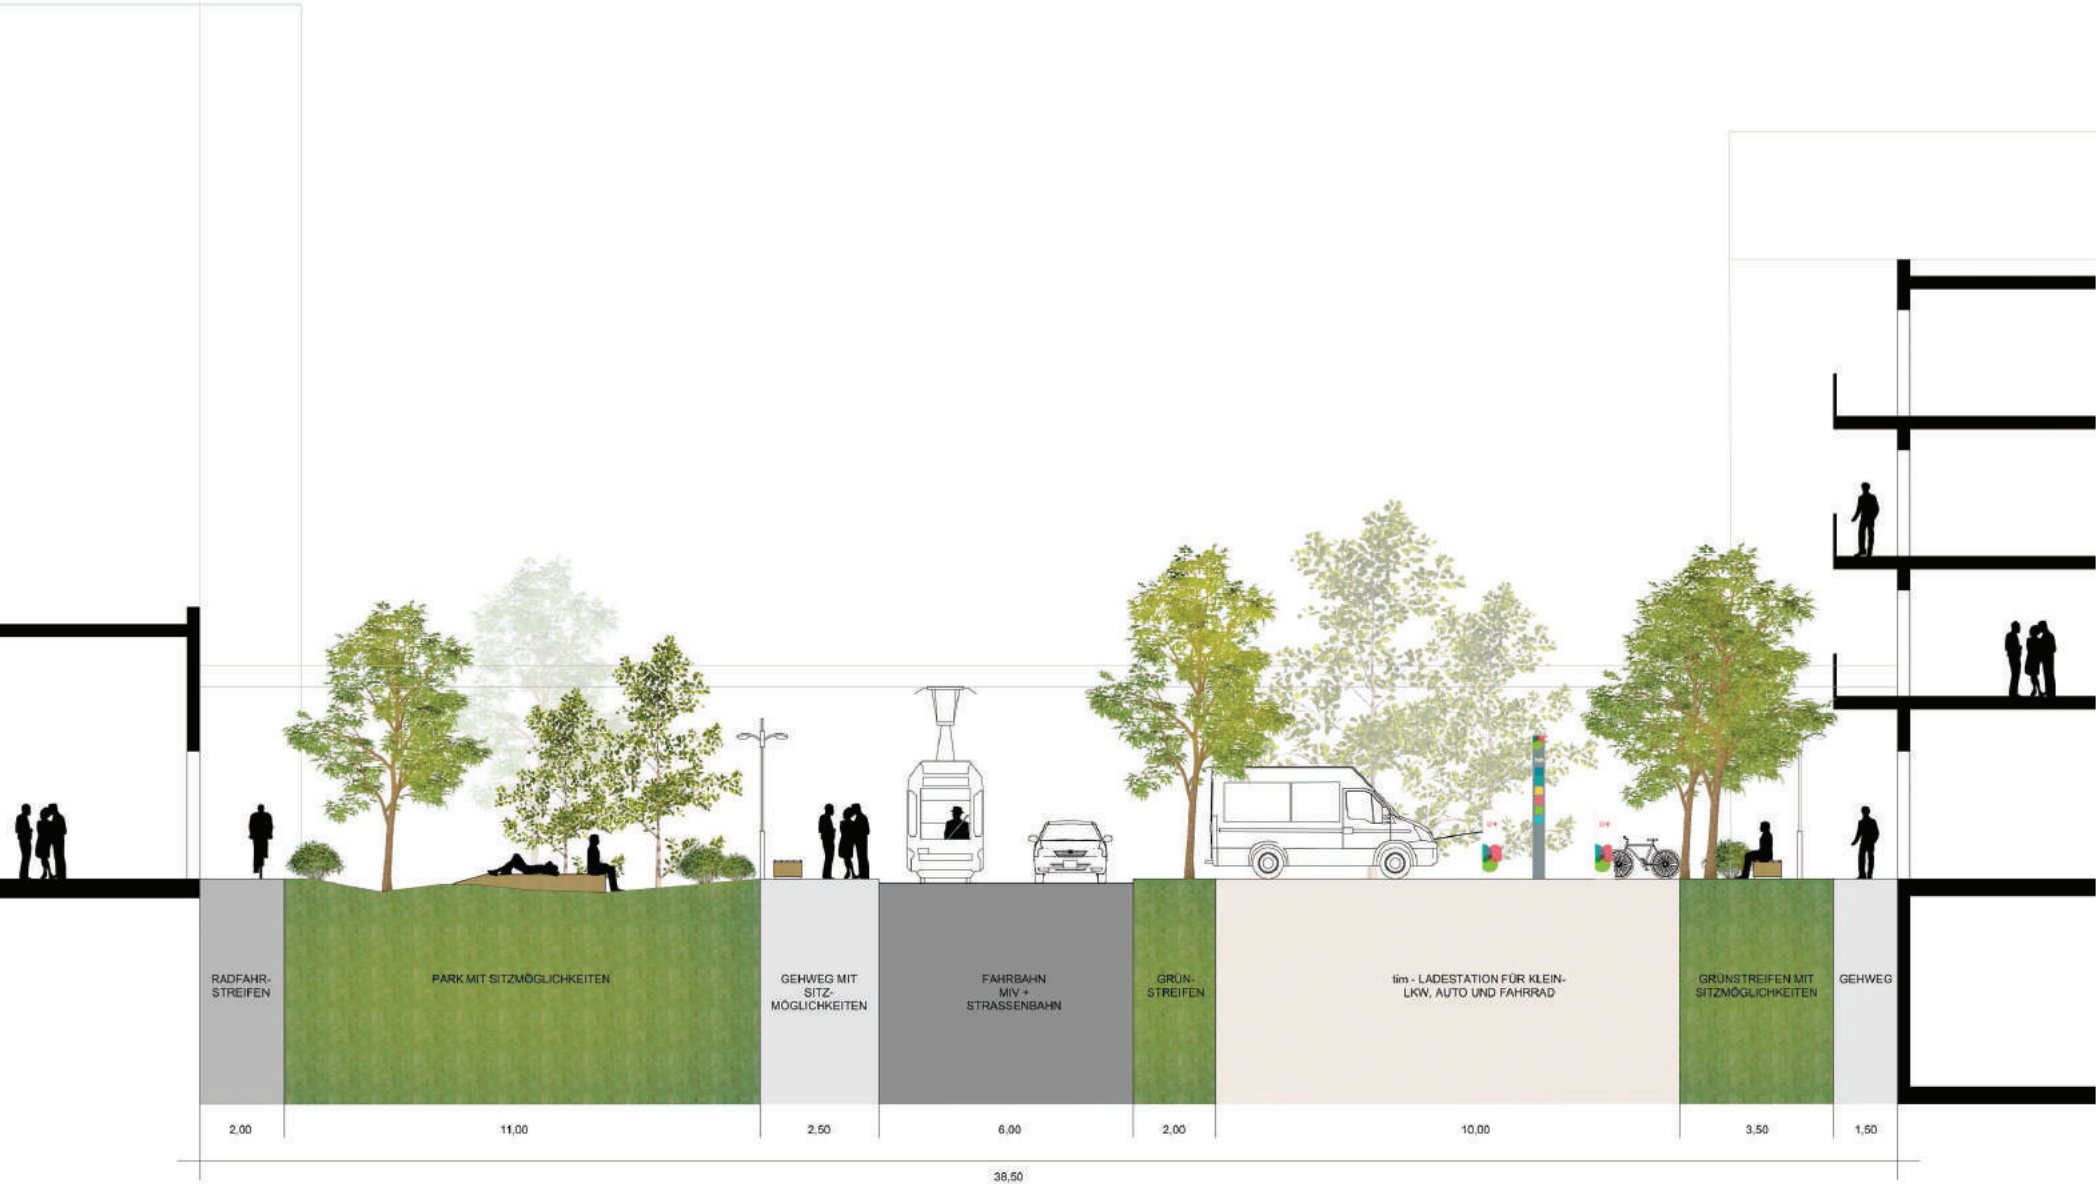 RADFAHR-
STREIFEN
PARK MIT SITZMÖGLICHKEITEN
GEHWEG MIT
SITZ-
MÖGLICHKEITEN
FAHRBAHN
MIV +
STRASSENBAHN
GRÜN-
STREIFEN
tim - LADESTATION FÜR KLEIN-
LKW, AUTO UND FAHRRAD
GRÜNSTREIFEN MIT
SITZMÖGLICHKEITEN
GEHWEG
2,00
11,00
2,50
6,00
2,00
10,00
3,50
1,50
38,50